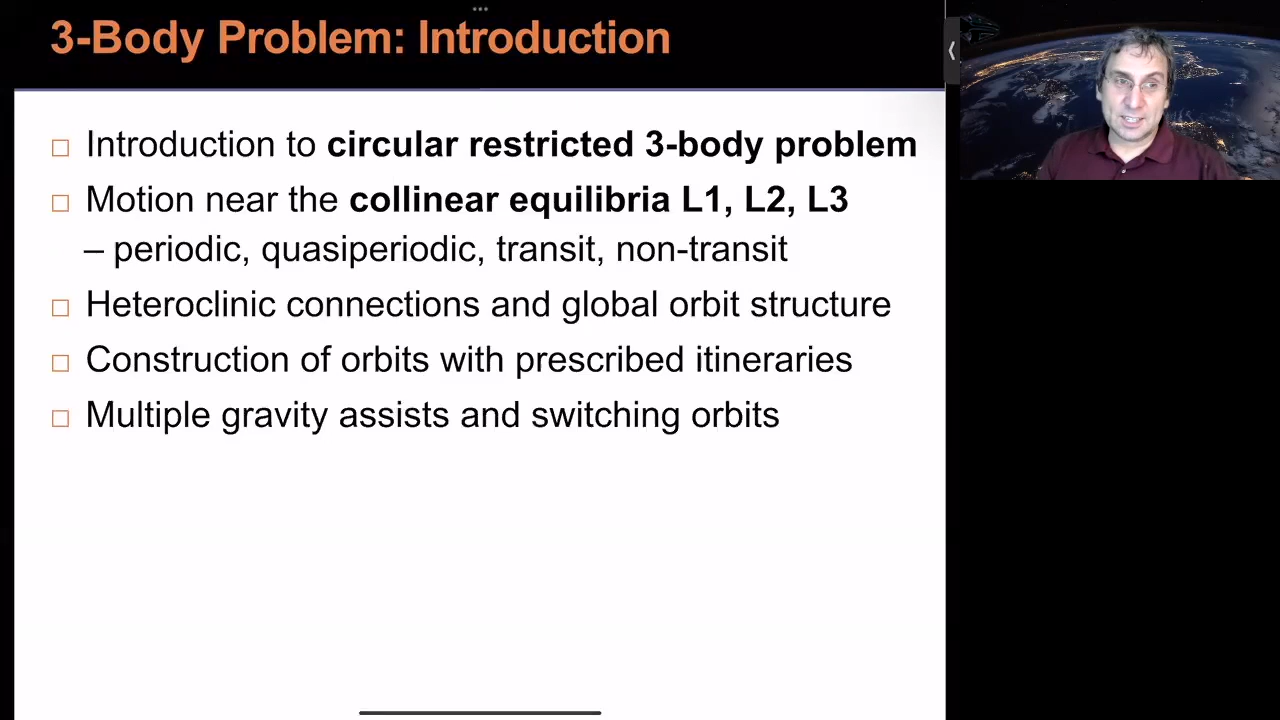 3-Body Problem: Introduction
□ Introduction to circular restricted 3-body problem
□ Motion near the collinear equilibria L1, L2, L3
– periodic, quasiperiodic, transit, non-transit
□ Heteroclinic connections and global orbit structure
□ Construction of orbits with prescribed itineraries
□ Multiple gravity assists and switching orbits